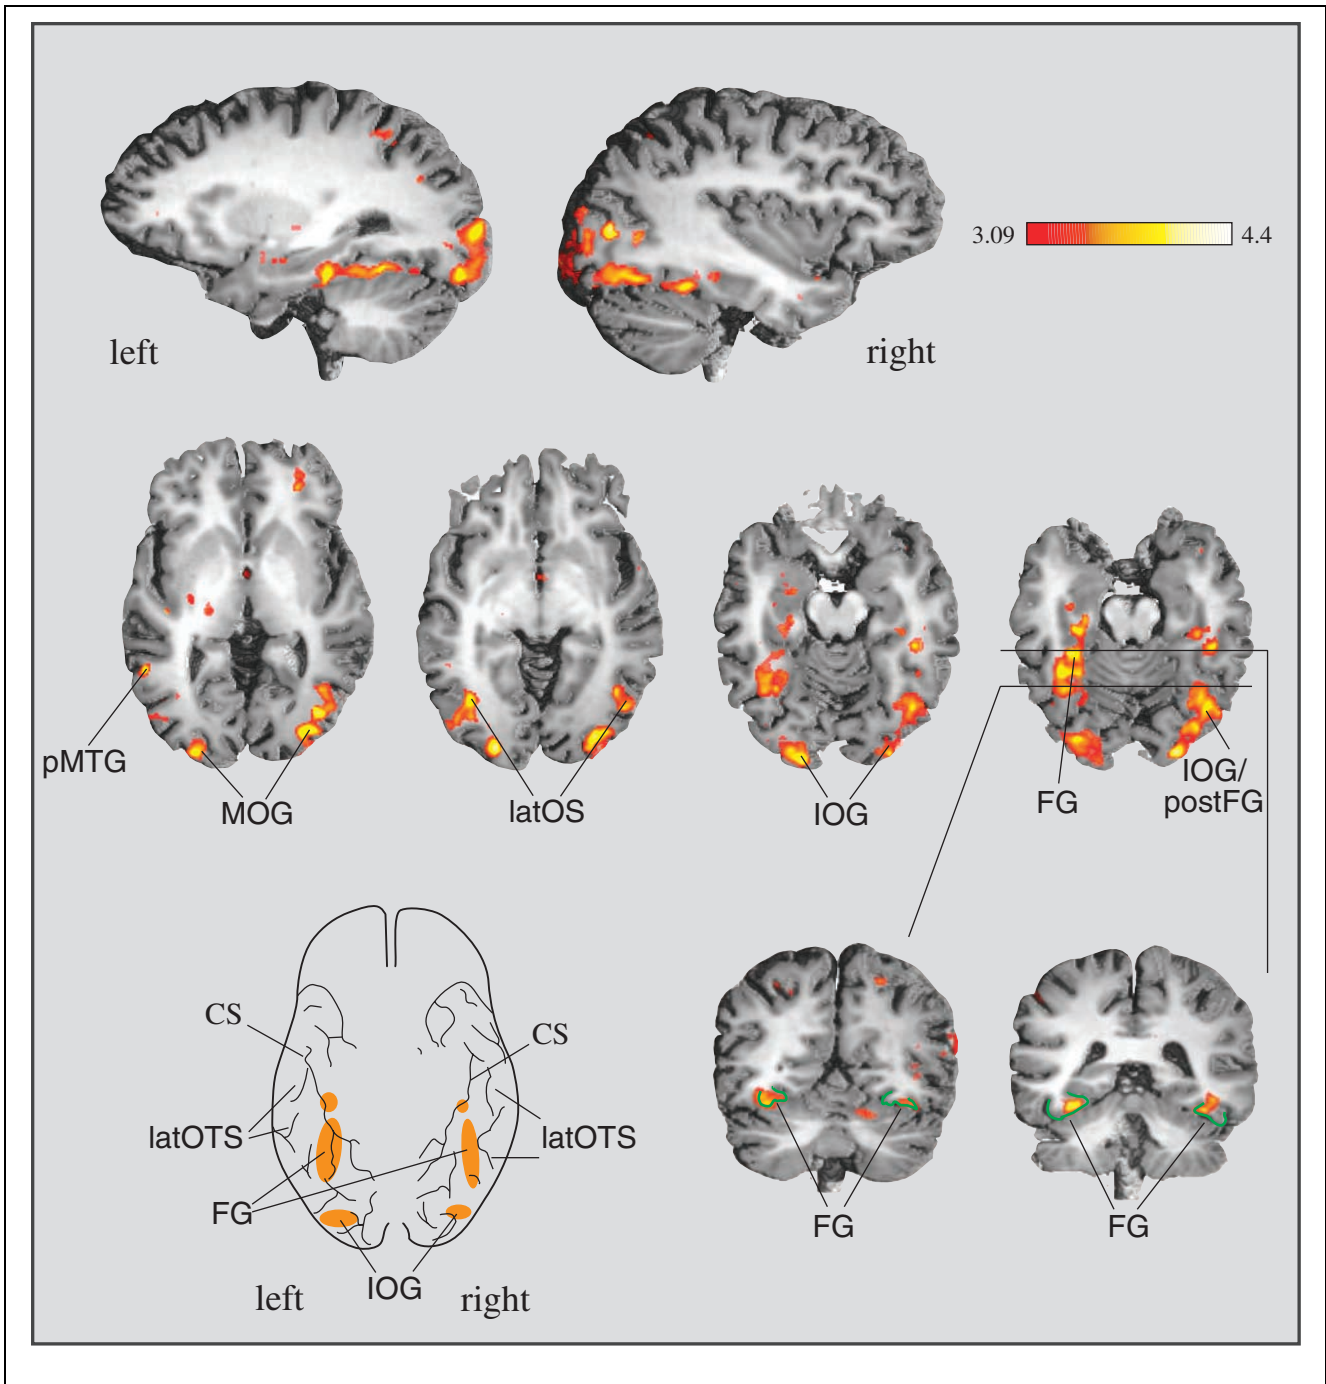 3.09
4.4
left
right
pMTG
MOG
latOS
IOG
FG
IOG/
postFG
CS
CS
latOTS
latOTS
FG
IOG
left
right
FG
FG